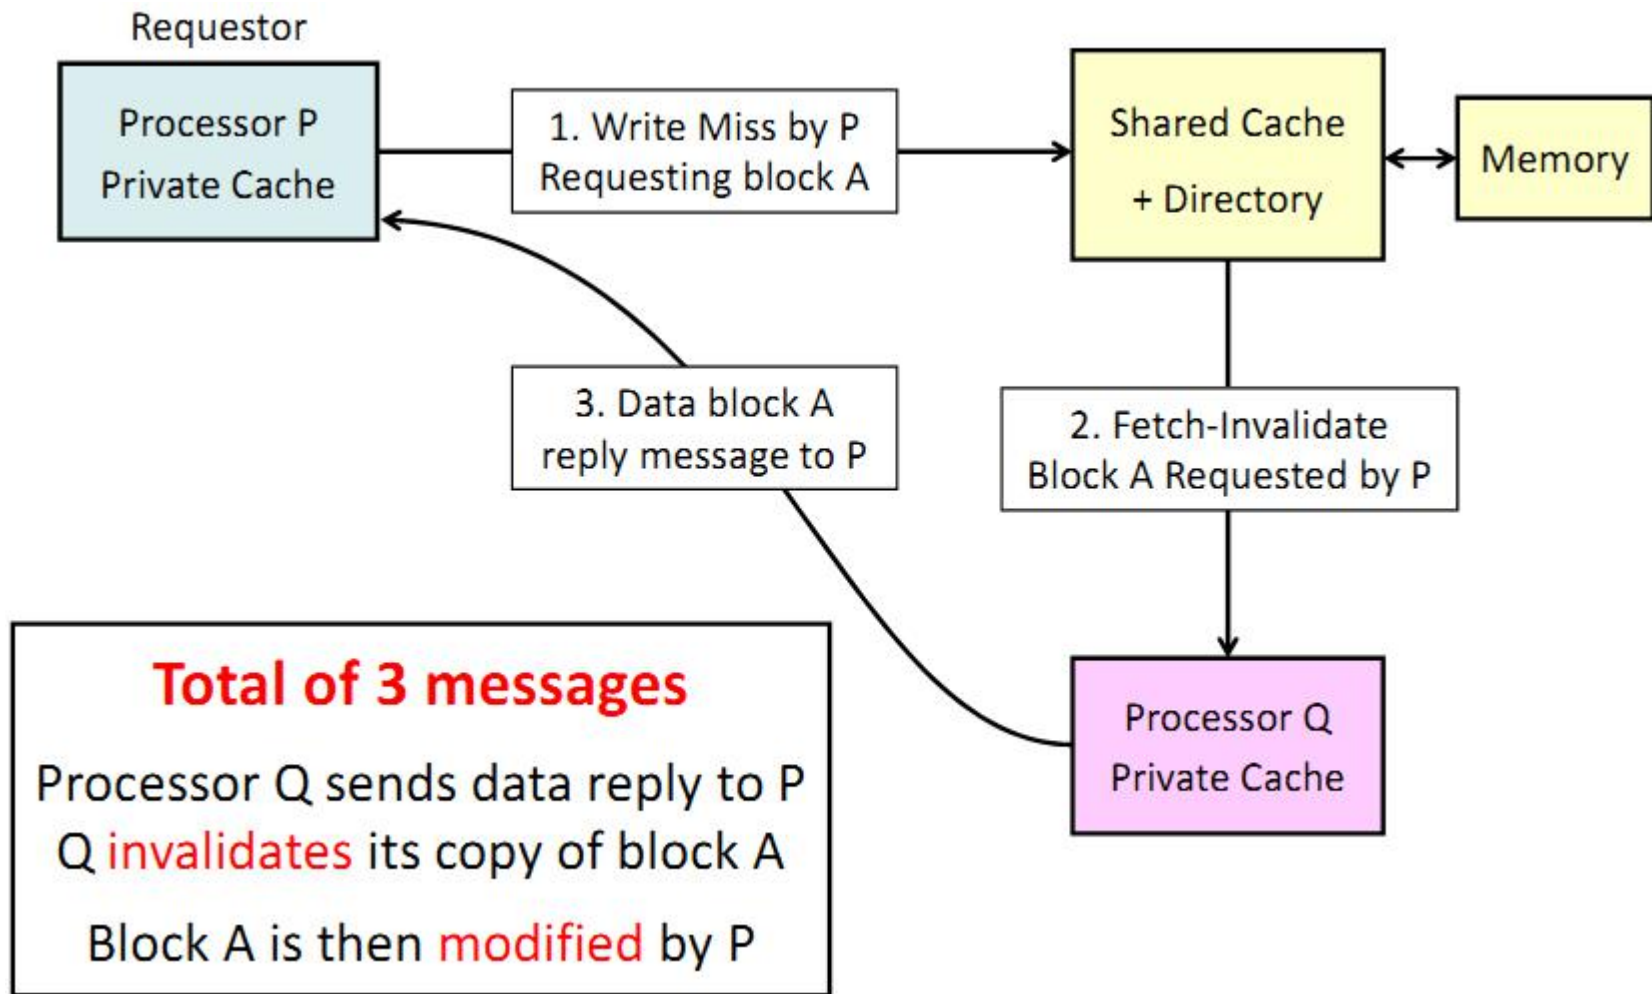 Requestor
Processor P
Private Cache
1. Write Miss by P
Requesting block A
Shared Cache
+ Directory
Memory
3. Data block A
reply message to P
2. Fetch-Invalidate
Block A Requested by P
Total of 3 messages
Processor Q sends data reply to P
Q invalidates its copy of block A
Block A is then modified by P
Processor Q
Private Cache